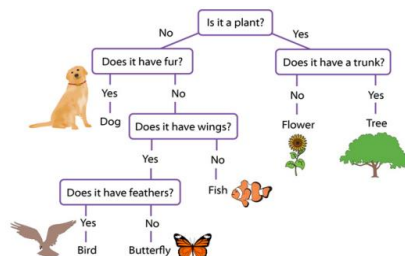 Is it a plant?
No Yes
Does it have fur? Does it have a trunk?
Yes No No Yes
Dog Does it have wings? Flower Tree
Yes No
Does it have feathers? Fish
Yes No
Bird Butterfly